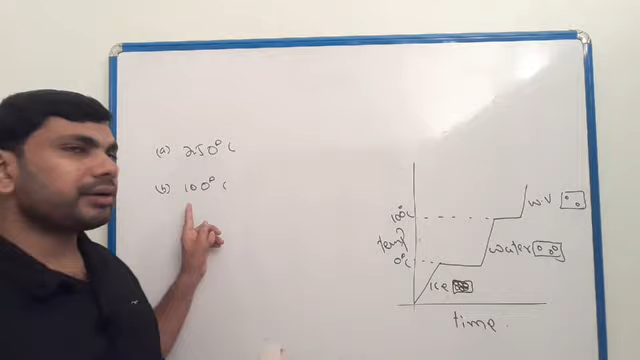 (a) 250°C
(b) 100°C
100°C
temp
0°C
W.V
water
Ice
time.